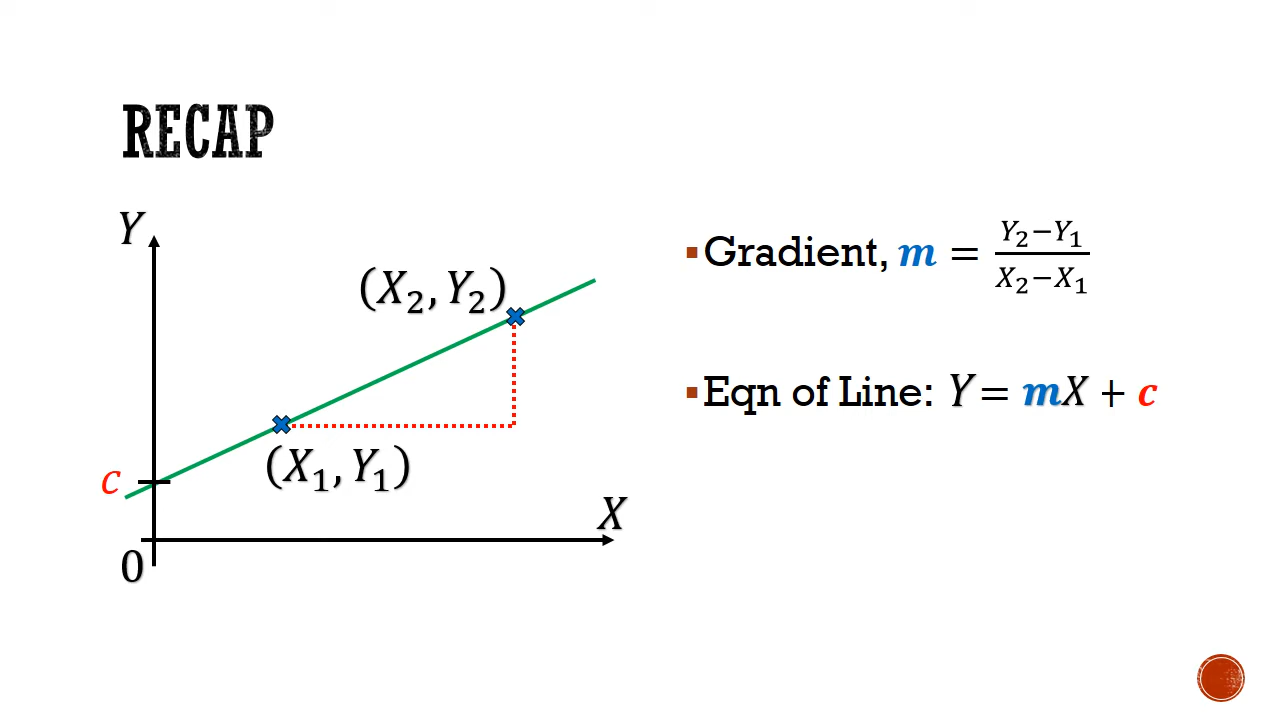 RECAP
Y
(X₂, Y₂)
(X₁, Y₁)
c
X
0
▪Gradient, m = (Y₂−Y₁)/(X₂−X₁)
▪Eqn of Line: Y = mX + c